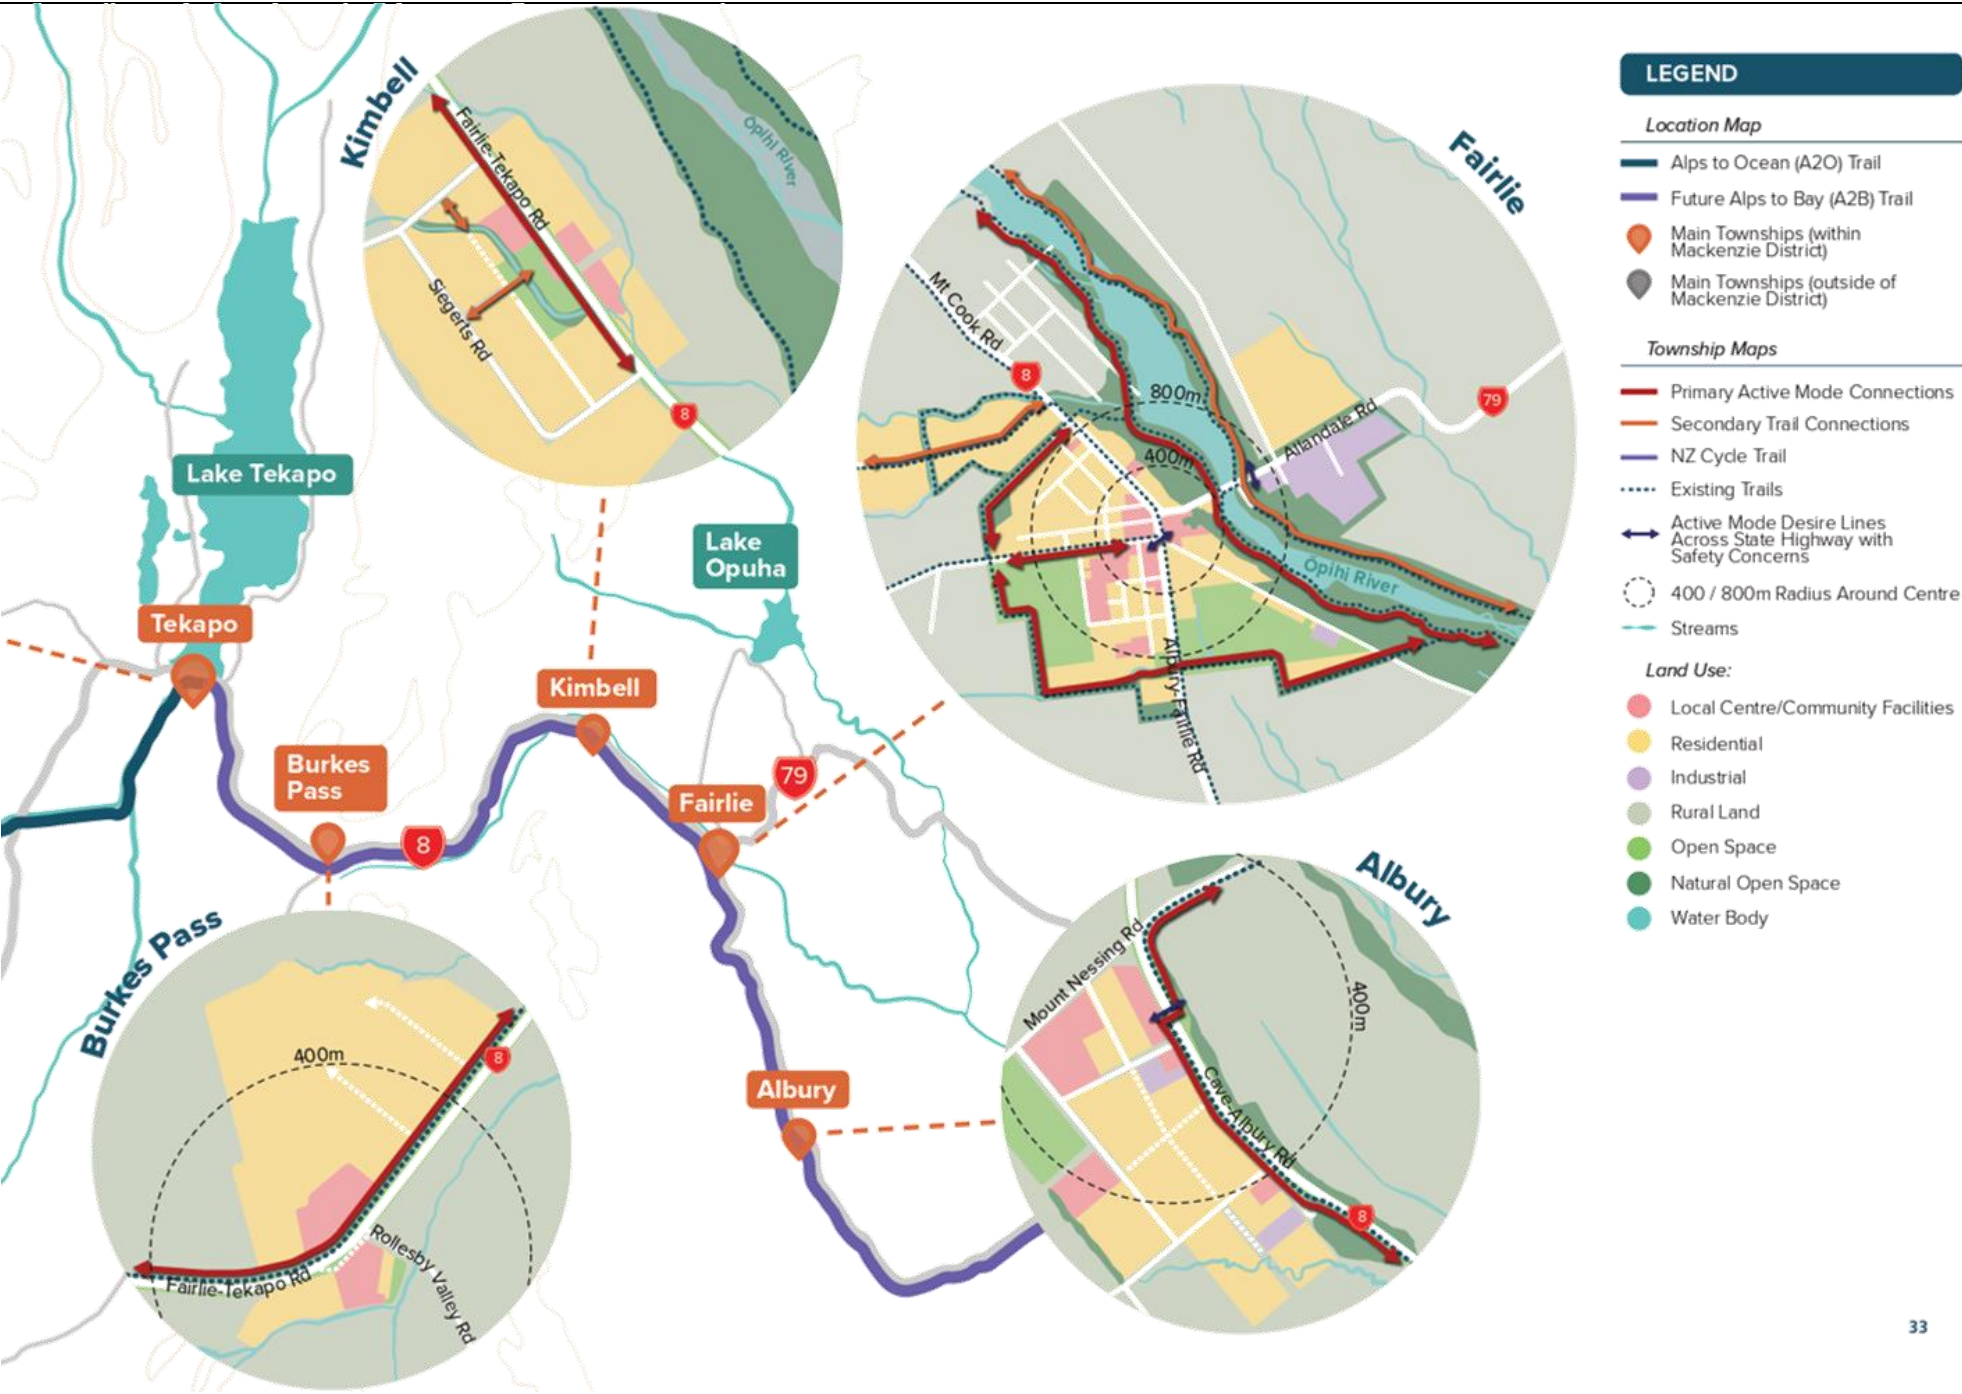 Kimbell
Fairlie-Tekapo Rd
Siegerts Rd
Opihi River
8
Fairlie
Mt Cook Rd
8
800m
400m
Allandale Rd
79
Opihi River
Albury-Fairlie Rd
Lake Tekapo
Lake
Opuha
Tekapo
Kimbell
Burkes
Pass
8
Fairlie
79
Albury
Burkes Pass
400m
8
Fairlie-Tekapo Rd
Rollesby Valley Rd
Albury
Mount Nessing Rd
400m
Cave-Albury Rd
8
LEGEND
Location Map
Alps to Ocean (A2O) Trail
Future Alps to Bay (A2B) Trail
Main Townships (within
Mackenzie District)
Main Townships (outside of
Mackenzie District)
Township Maps
Primary Active Mode Connections
Secondary Trail Connections
NZ Cycle Trail
Existing Trails
Active Mode Desire Lines
Across State Highway with
Safety Concerns
400 / 800m Radius Around Centre
Streams
Land Use:
Local Centre/Community Facilities
Residential
Industrial
Rural Land
Open Space
Natural Open Space
Water Body
33